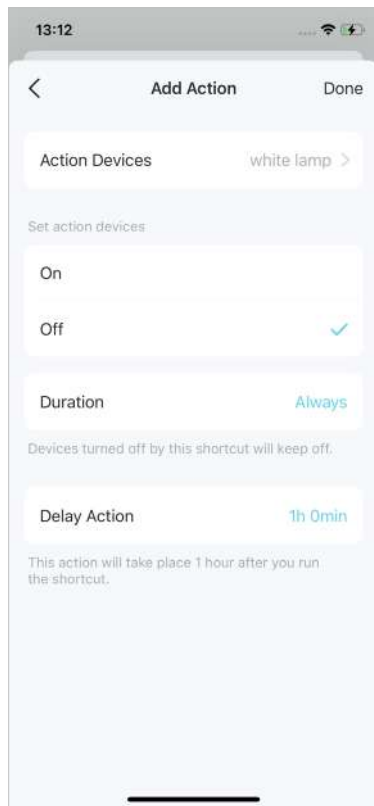 13:12
Add Action Done
Action Devices white lamp
Set action devices
On
Off
Duration Always
Devices turned off by this shortcut will keep off.
Delay Action 1h 0min
This action will take place 1 hour after you run
the shortcut.